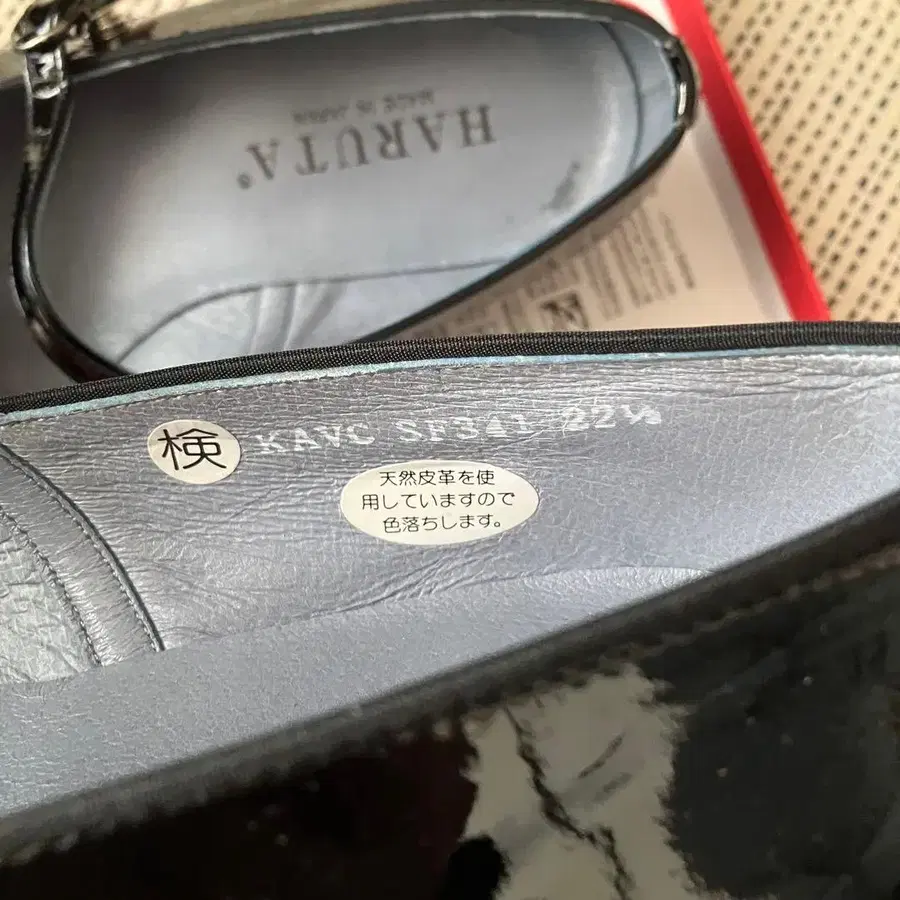 HARUTA®
MADE IN JAPAN
検
KAVC SF341 22½
天然皮革を使
用していますので
色落ちします。